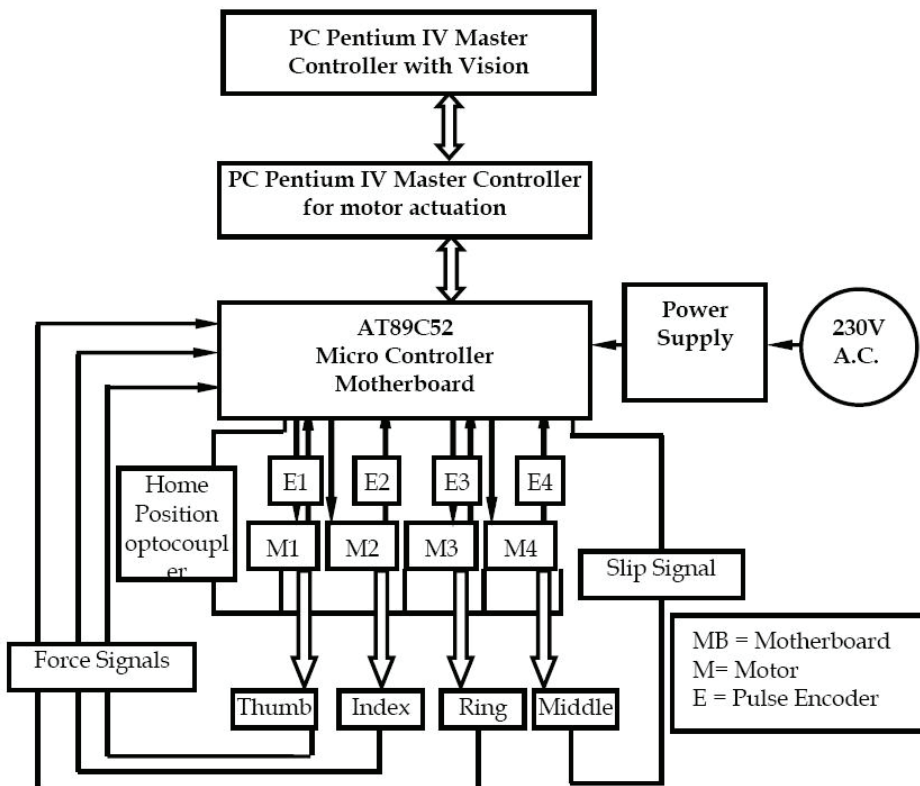 PC Pentium IV Master
Controller with Vision
PC Pentium IV Master Controller
for motor actuation
AT89C52
Micro Controller
Motherboard
Power
Supply
230V
A.C.
Home
Position
optocoupl
er
E1
E2
E3
E4
M1
M2
M3
M4
Slip Signal
Force Signals
MB = Motherboard
M= Motor
E = Pulse Encoder
Thumb
Index
Ring
Middle